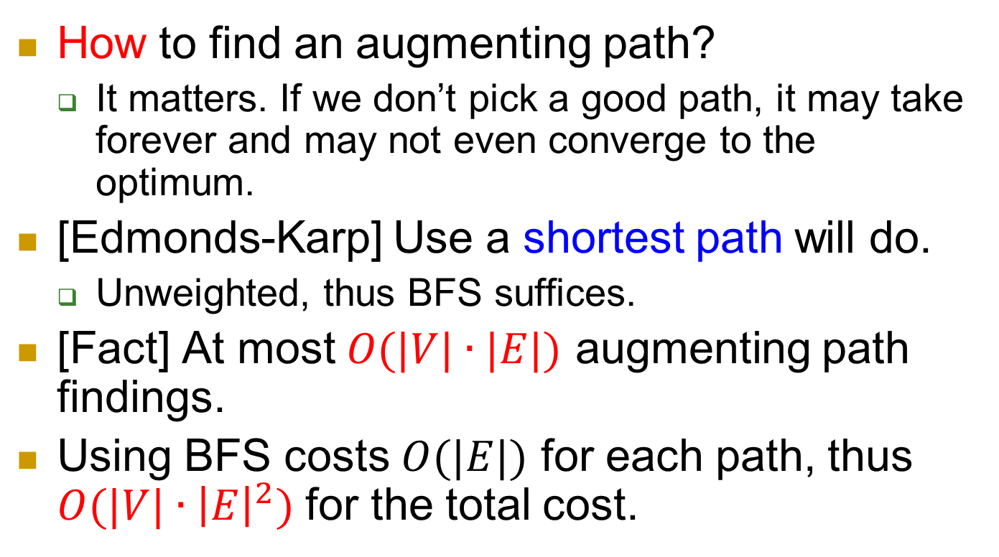 How to find an augmenting path?
It matters. If we don’t pick a good path, it may take
forever and may not even converge to the
optimum.
[Edmonds-Karp] Use a shortest path will do.
Unweighted, thus BFS suffices.
[Fact] At most 𝑂(|𝑉| ⋅ |𝐸|) augmenting path
findings.
Using BFS costs 𝑂(|𝐸|) for each path, thus
𝑂(|𝑉| ⋅ |𝐸|²) for the total cost.